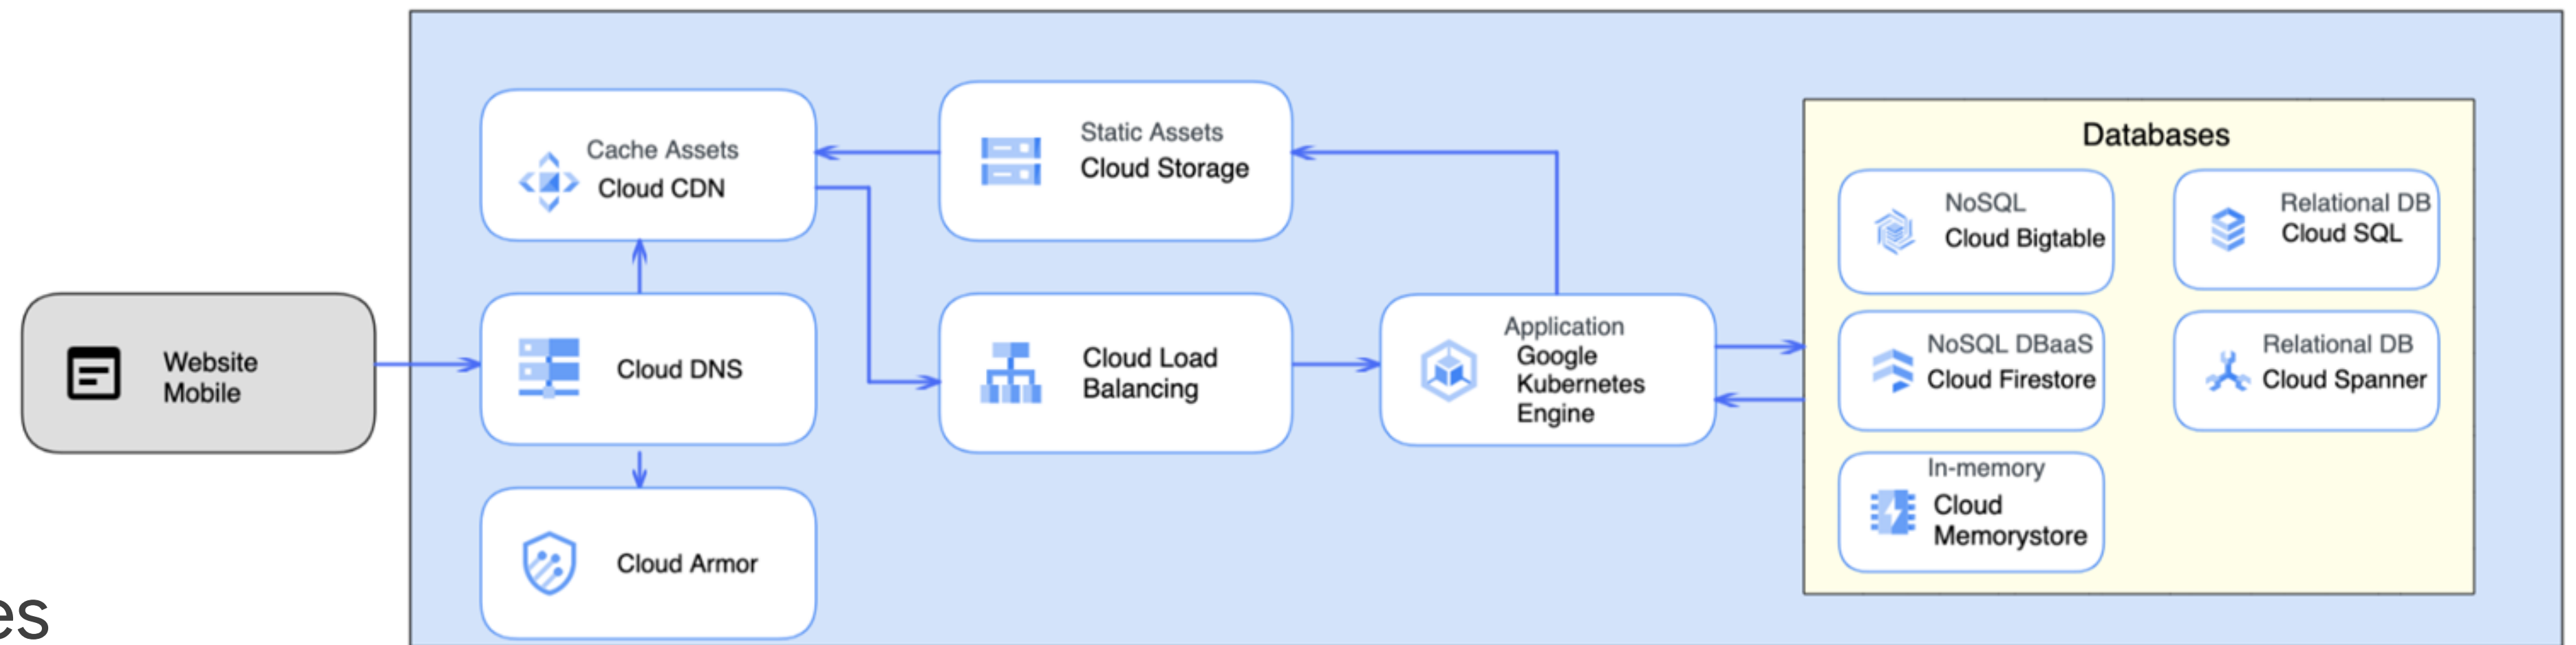 Website
Mobile
Cache Assets
Cloud CDN
Cloud DNS
Cloud Armor
Static Assets
Cloud Storage
Cloud Load
Balancing
Application
Google
Kubernetes
Engine
Databases
NoSQL
Cloud Bigtable
Relational DB
Cloud SQL
NoSQL DBaaS
Cloud Firestore
Relational DB
Cloud Spanner
In-memory
Cloud
Memorystore
es